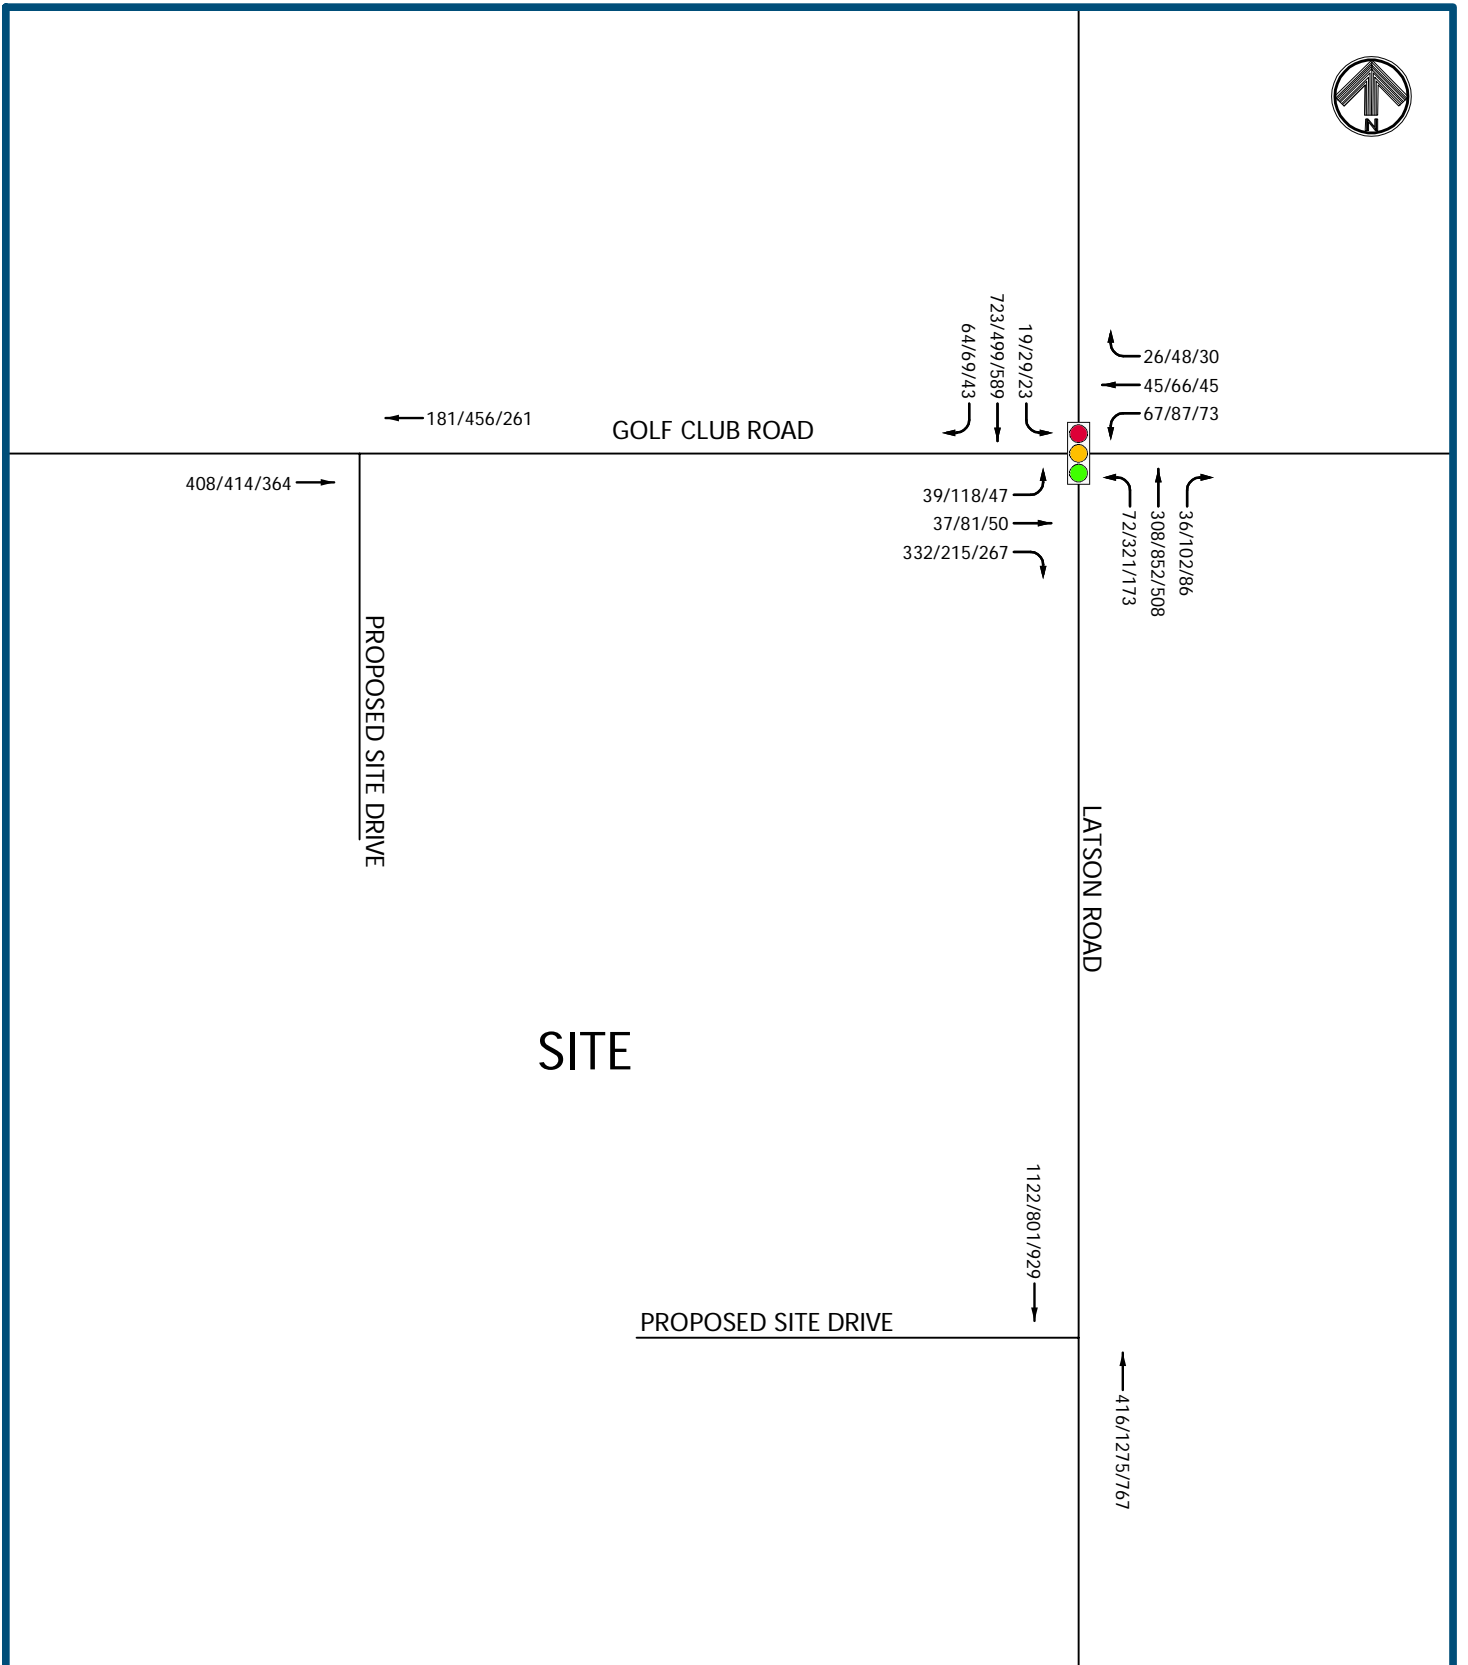 N
64/69/43
723/499/589
19/29/23
26/48/30
45/66/45
67/87/73
181/456/261
GOLF CLUB ROAD
408/414/364
39/118/47
37/81/50
332/215/267
72/321/173
308/852/508
36/102/86
PROPOSED SITE DRIVE
LATSON ROAD
SITE
1122/801/929
PROPOSED SITE DRIVE
416/1275/767